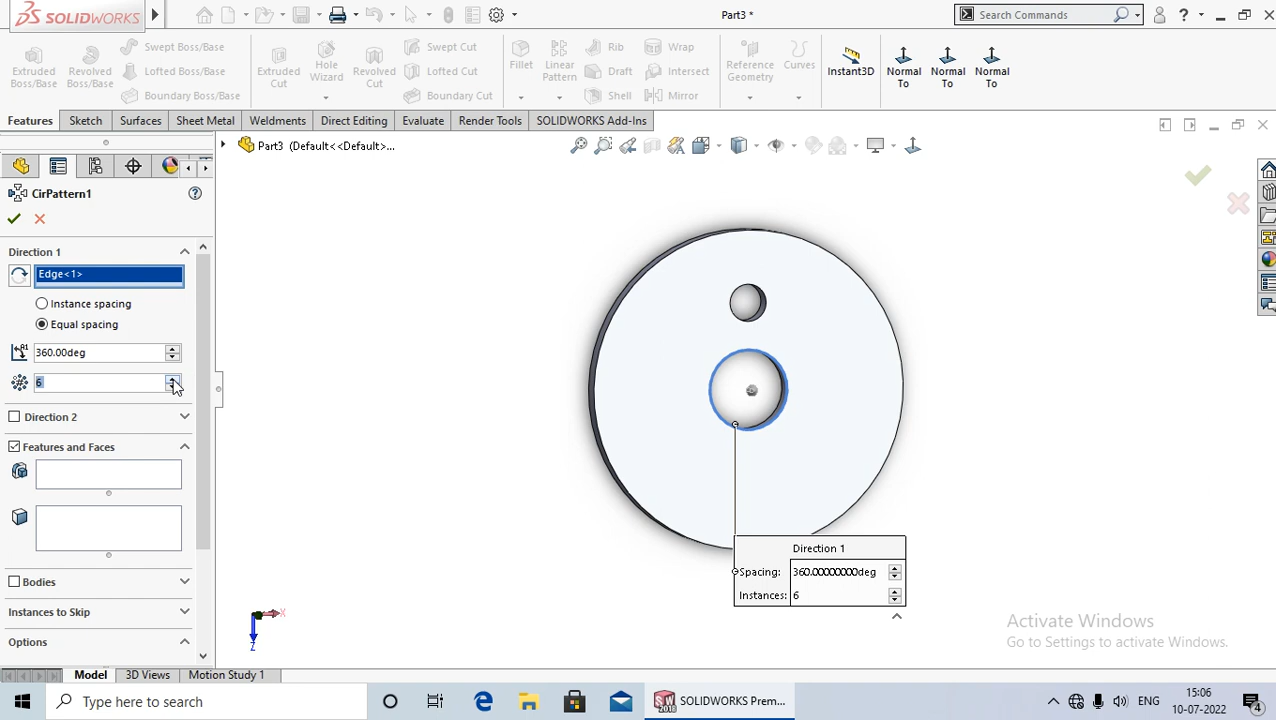 SOLIDWORKS
Part3 *
Search Commands
Extruded Boss/Base
Revolved Boss/Base
Swept Boss/Base
Lofted Boss/Base
Boundary Boss/Base
Extruded Cut
Hole Wizard
Revolved Cut
Swept Cut
Lofted Cut
Boundary Cut
Fillet
Linear Pattern
Rib
Draft
Shell
Wrap
Intersect
Mirror
Reference Geometry
Curves
Instant3D
Normal To
Normal To
Normal To
Features
Sketch
Surfaces
Sheet Metal
Weldments
Direct Editing
Evaluate
Render Tools
SOLIDWORKS Add-Ins
Part3 (Default<<Default>...
CirPattern1
Direction 1
Edge<1>
Instance spacing
Equal spacing
360.00deg
6
Direction 2
Features and Faces
Bodies
Instances to Skip
Options
Direction 1
Spacing: 360.00000000deg
Instances: 6
X
Z
Activate Windows
Go to Settings to activate Windows.
Model
3D Views
Motion Study 1
Type here to search
SOLIDWORKS Prem...
2018
ENG
15:06
10-07-2022
4